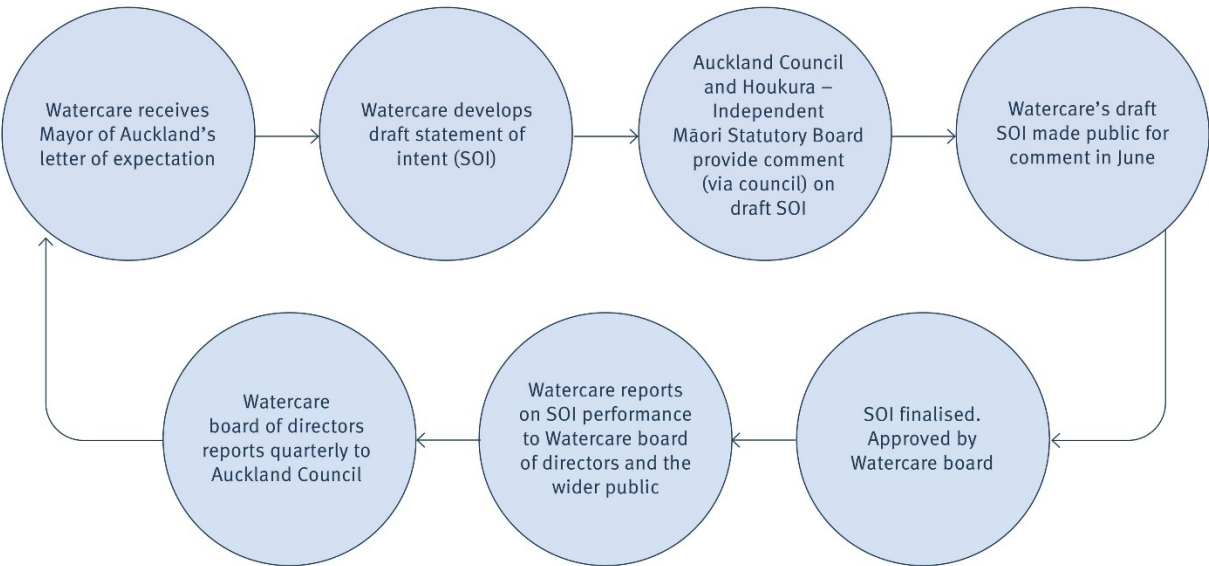 Watercare receives
Mayor of Auckland’s
letter of expectation
Watercare develops
draft statement of
intent (SOI)
Auckland Council
and Houkura –
Independent
Māori Statutory Board
provide comment
(via council) on
draft SOI
Watercare’s draft
SOI made public for
comment in June
SOI finalised.
Approved by
Watercare board
Watercare reports
on SOI performance
to Watercare board
of directors and the
wider public
Watercare
board of directors
reports quarterly to
Auckland Council